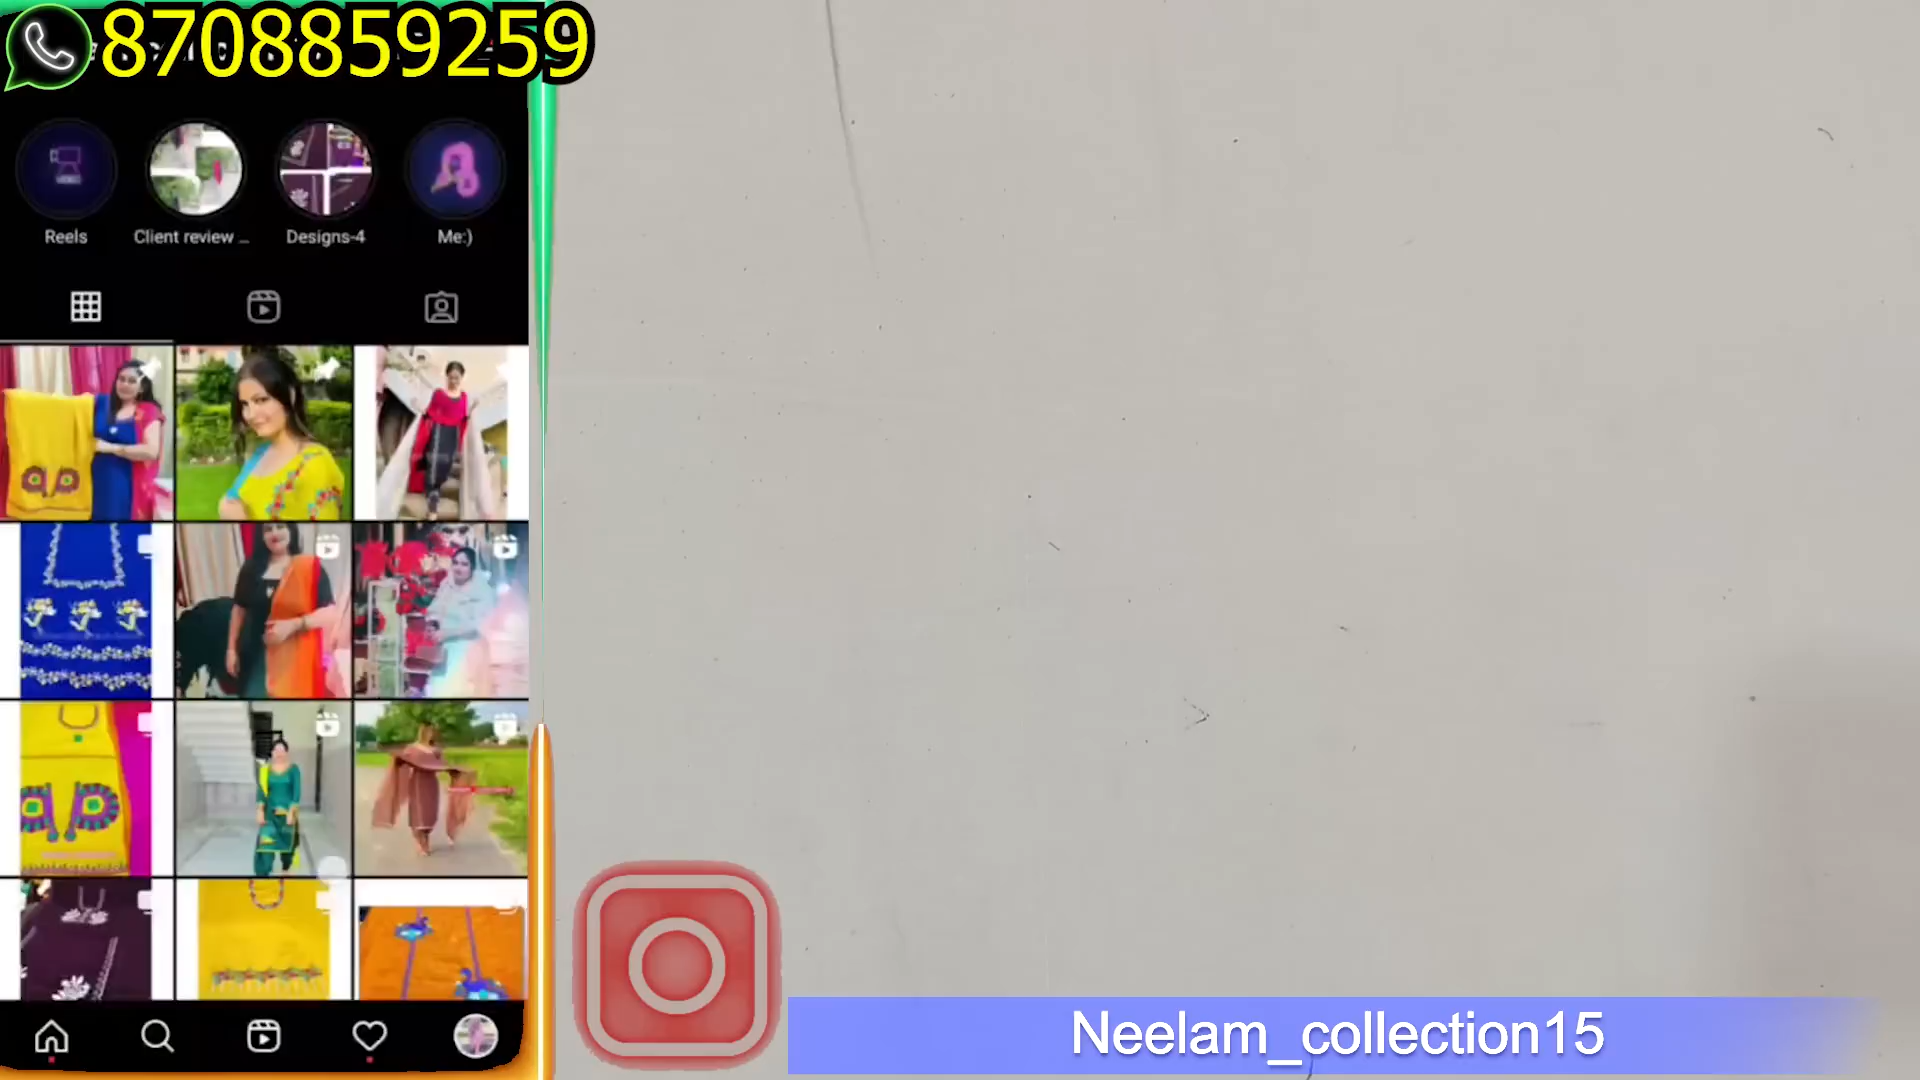 8708859259
Reels
Client review ...
Designs-4
Me:)
Neelam_collection15